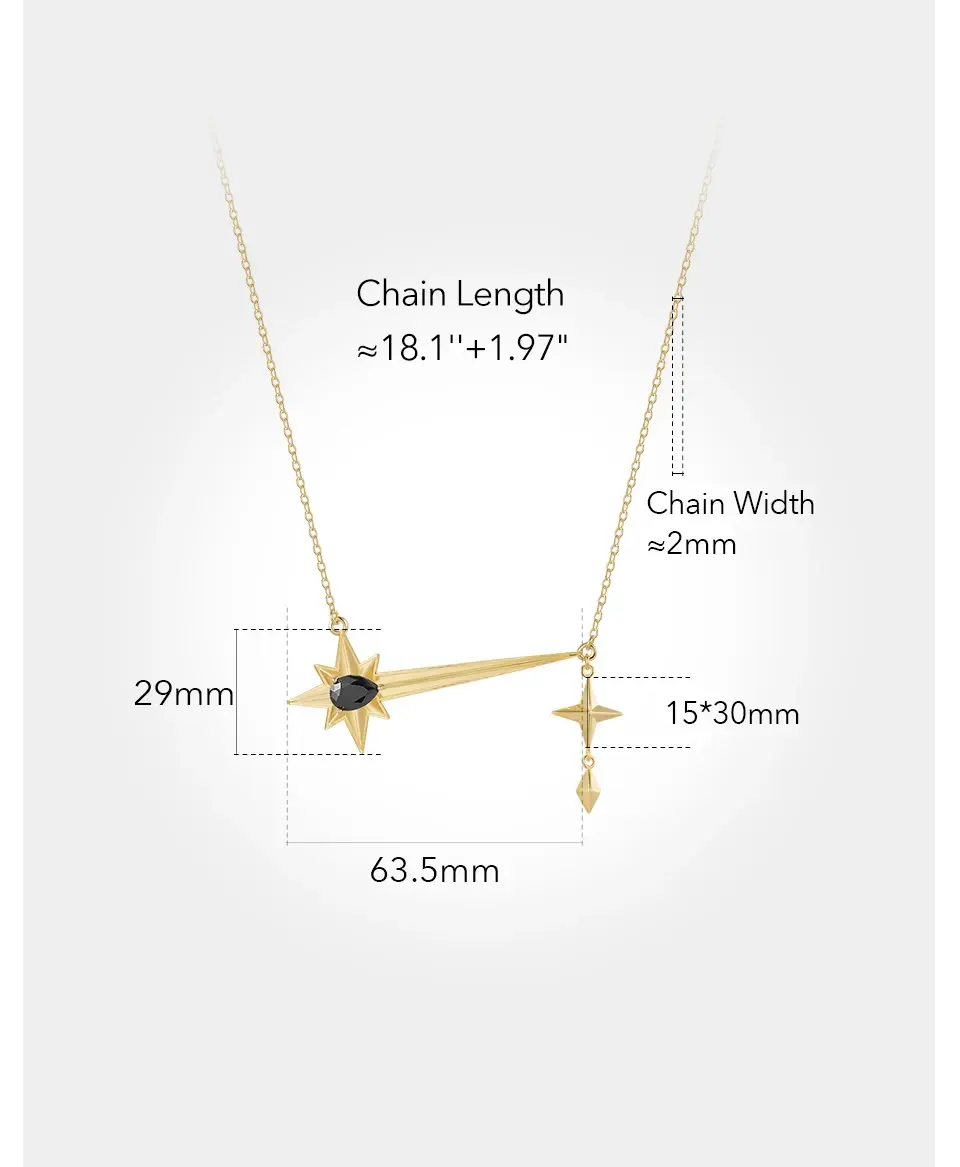 Chain Length
≈18.1''+1.97"
Chain Width
≈2mm
29mm
15*30mm
63.5mm